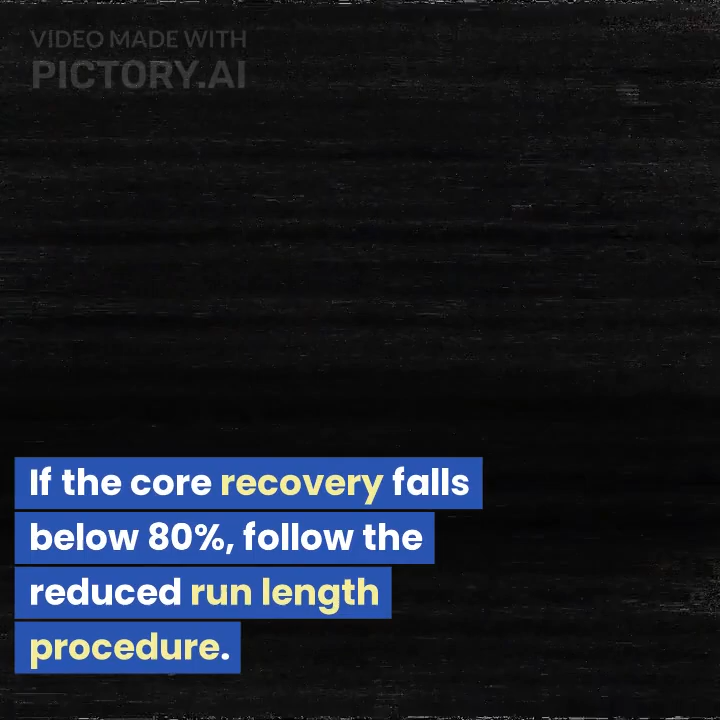 VIDEO MADE WITH
PICTORY.AI
If the core recovery falls
below 80%, follow the
reduced run length
procedure.